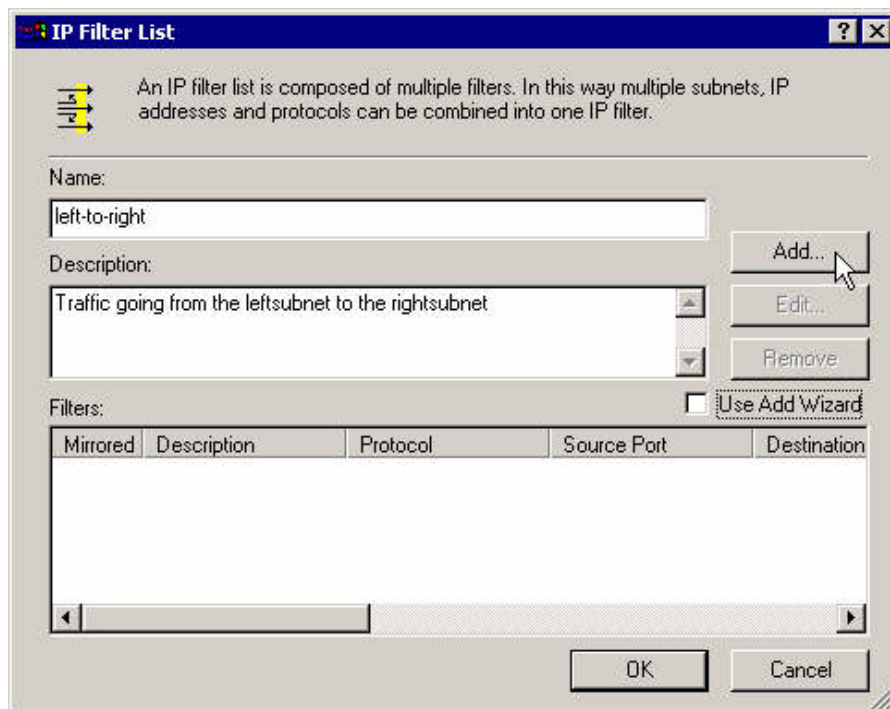 IP Filter List
An IP filter list is composed of multiple filters. In this way multiple subnets, IP
addresses and protocols can be combined into one IP filter.
Name:
left-to-right
Add...
Description:
Traffic going from the leftsubnet to the rightsubnet
Edit...
Remove
Filters:
Use Add Wizard
Mirrored Description Protocol Source Port Destination
OK Cancel